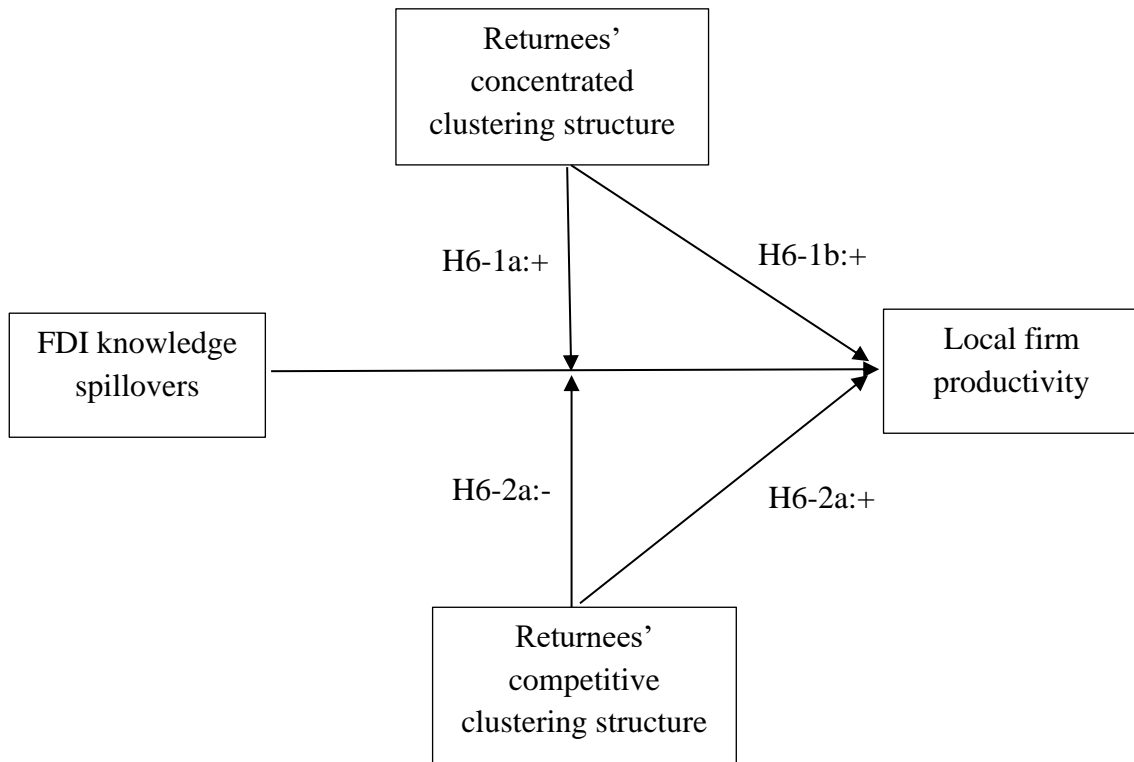 Returnees’
concentrated
clustering structure
H6-1a:+
H6-1b:+
FDI knowledge
spillovers
Local firm
productivity
H6-2a:-
H6-2a:+
Returnees’
competitive
clustering structure